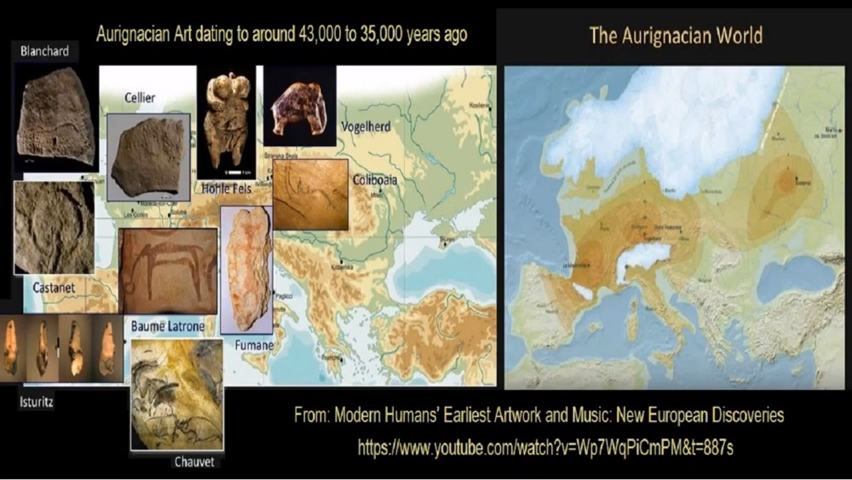 Aurignacian Art dating to around 43,000 to 35,000 years ago
The Aurignacian World
Blanchard
Cellier
Vogelherd
Hohle Fels
Coliboaia
Castanet
Baume Latrone
Fumane
Isturitz
Chauvet
From: Modern Humans' Earliest Artwork and Music: New European Discoveries
https://www.youtube.com/watch?v=Wp7WqPiCmPM&t=887s